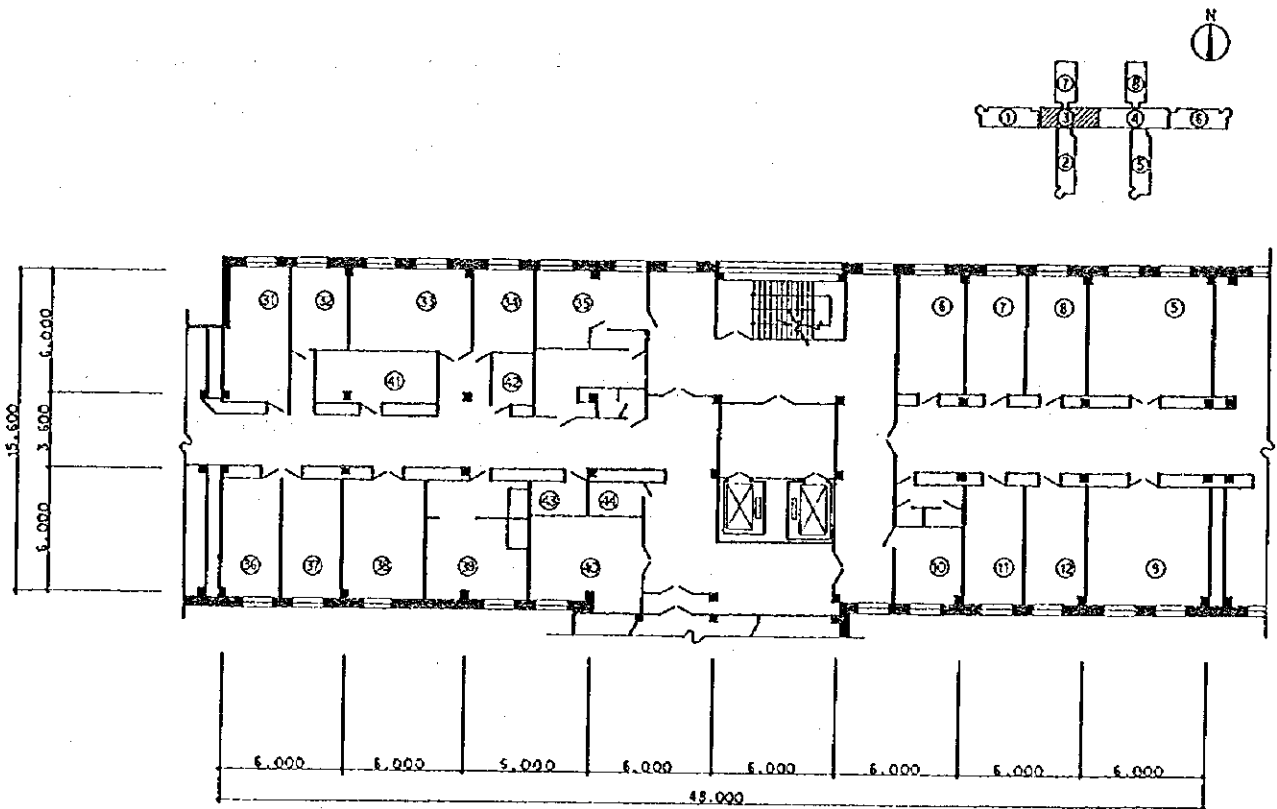 N
⑦ ⑧
① ③ ④ ⑥
② ⑤
㉛ ㉜ ㉝ ㉞ ㉟ ⑥ ⑦ ⑧ ⑤
㊶ ㊷
㊸ ㊹
㊱ ㊲ ㊳ ㊴ ㊵ ⑩ ⑪ ⑫ ⑨
15.600
6.000
3.600
6.000
6.000 6.000 6.000 6.000 6.000 6.000 6.000 6.000
48.000